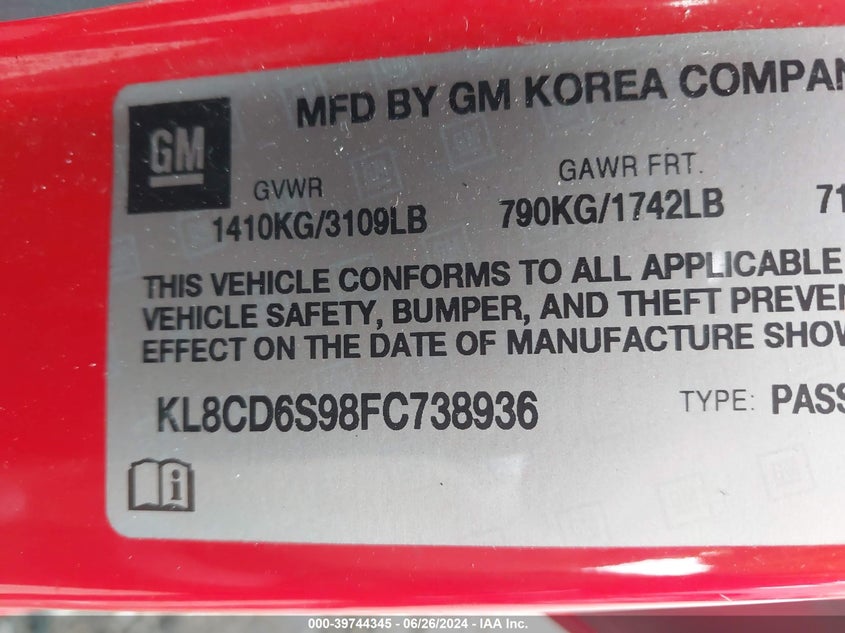 MFD BY GM KOREA COMPAN
GM
GVWR GAWR FRT.
1410KG/3109LB 790KG/1742LB 71
THIS VEHICLE CONFORMS TO ALL APPLICABLE
VEHICLE SAFETY, BUMPER, AND THEFT PREVEN
EFFECT ON THE DATE OF MANUFACTURE SHOW
KL8CD6S98FC738936 TYPE: PASS
000-39744345 - 06/26/2024 - IAA Inc.